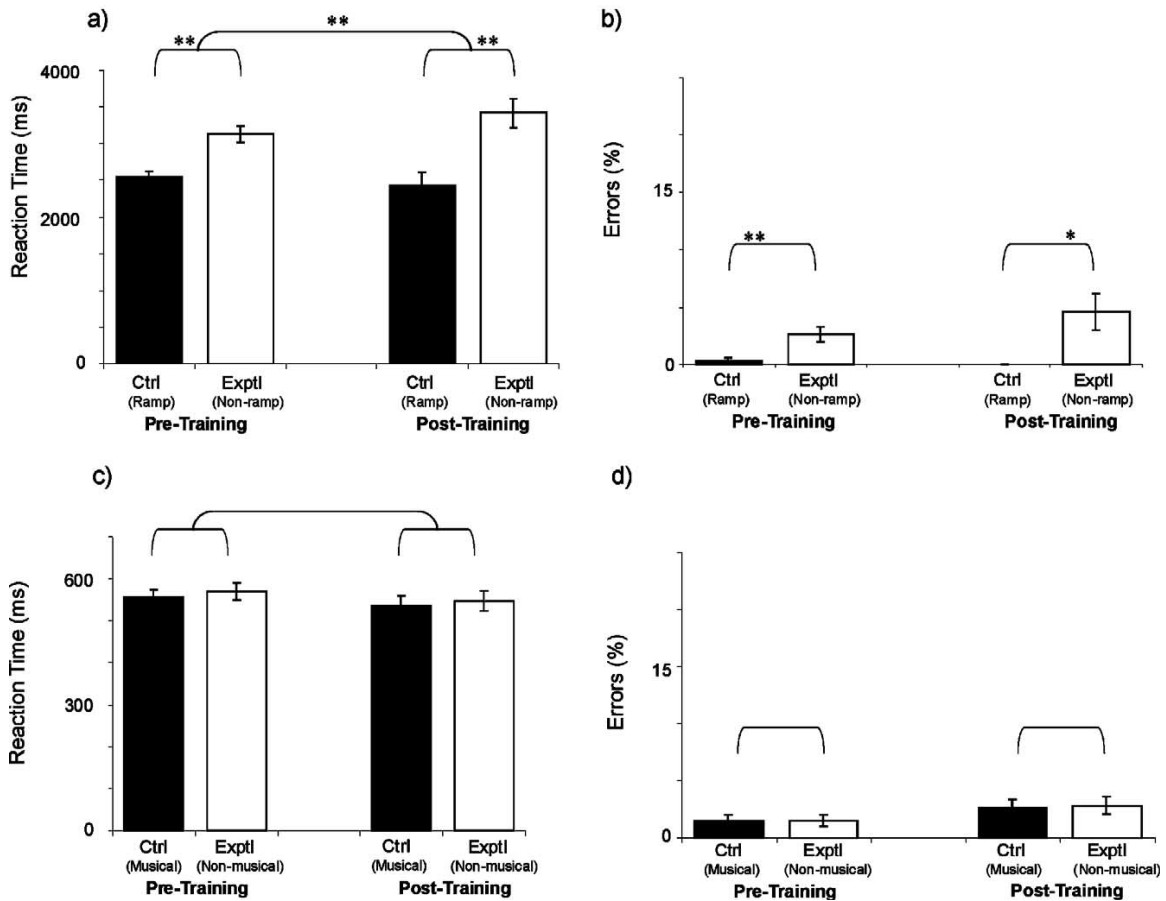 a)
**
**
**
4000
2000
0
Reaction Time (ms)
Ctrl
(Ramp)
Exptl
(Non-ramp)
Ctrl
(Ramp)
Exptl
(Non-ramp)
Pre-Training
Post-Training
b)
15
0
Errors (%)
**
*
Ctrl
(Ramp)
Exptl
(Non-ramp)
Ctrl
(Ramp)
Exptl
(Non-ramp)
Pre-Training
Post-Training
c)
600
300
0
Reaction Time (ms)
Ctrl
(Musical)
Exptl
(Non-musical)
Ctrl
(Musical)
Exptl
(Non-musical)
Pre-Training
Post-Training
d)
15
0
Errors (%)
Ctrl
(Musical)
Exptl
(Non-musical)
Ctrl
(Musical)
Exptl
(Non-musical)
Pre-Training
Post-Training